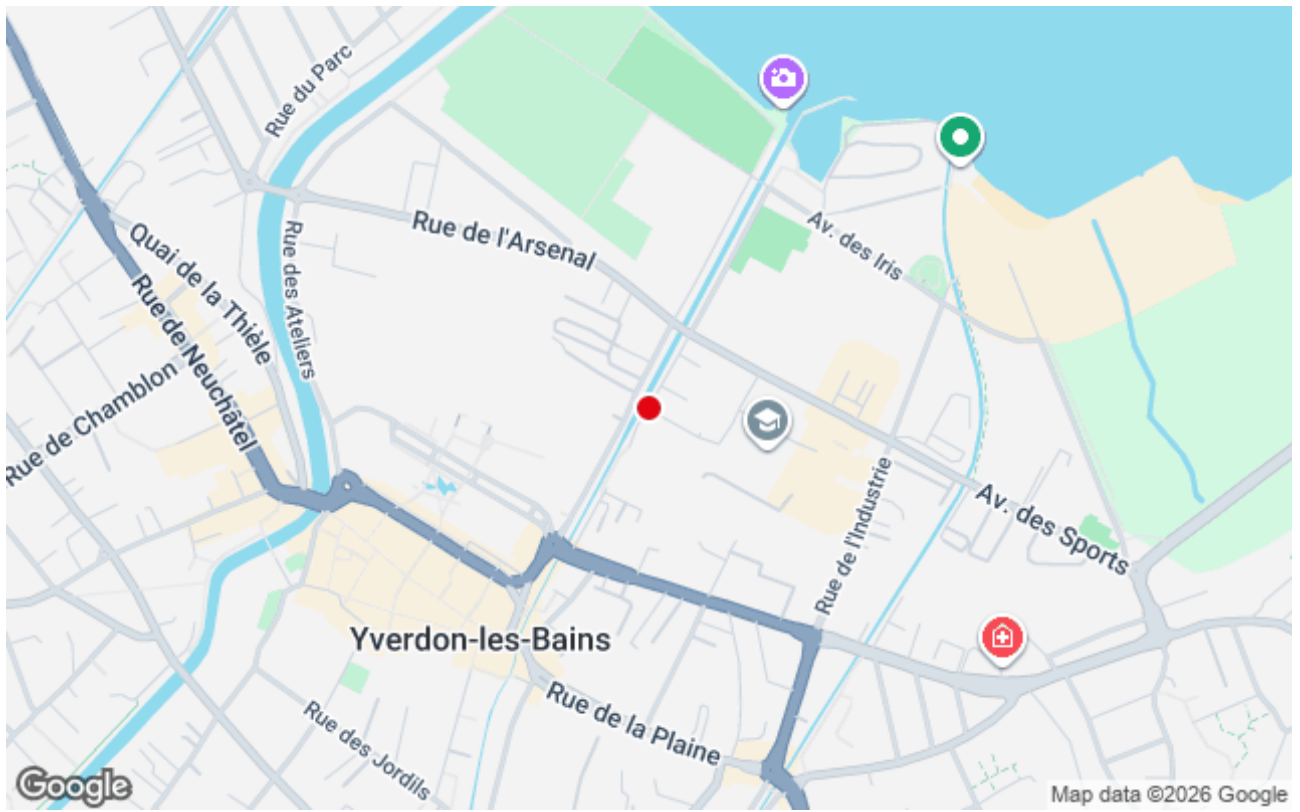 Rue du Parc
Quai de la Thièle
Rue de l'Arsenal
Av. des Iris
Rue des Ateliers
Rue de Neuchâtel
Rue de Chamblon
Rue de l'Industrie
Av. des Sports
Yverdon-les-Bains
Rue de la Plaine
Rue des Jordils
Google
Map data ©2026 Google